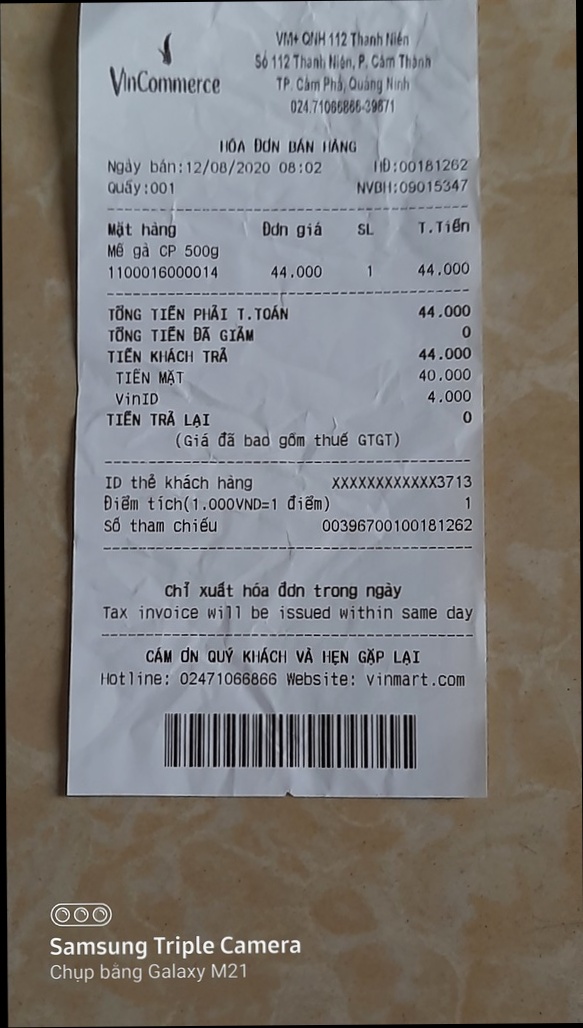 VinCommerce
VM+ QNH 112 Thanh Niên
Số 112 Thanh Niên, P. Cẩm Thành
TP. Cẩm Phả, Quảng Ninh
024.71066866-39671
HÓA ĐƠN BÁN HÀNG
Ngày bán:12/08/2020 08:02 HĐ:00181262
Quầy:001 NVBH:09015347
Mặt hàng Đơn giá SL T.Tiền
Mề gà CP 500g
1100016000014 44.000 1 44.000
TỔNG TIỀN PHẢI T.TOÁN 44.000
TỔNG TIỀN ĐÃ GIẢM 0
TIỀN KHÁCH TRẢ 44.000
TIỀN MẶT 40.000
VinID 4.000
TIỀN TRẢ LẠI 0
(Giá đã bao gồm thuế GTGT)
ID thẻ khách hàng XXXXXXXXXXXX3713
Điểm tích(1.000VND=1 điểm) 1
Số tham chiếu 00396700100181262
Chỉ xuất hóa đơn trong ngày
Tax invoice will be issued within same day
CẢM ƠN QUÝ KHÁCH VÀ HẸN GẶP LẠI
Hotline: 02471066866 Website: vinmart.com
Samsung Triple Camera
Chụp bằng Galaxy M21